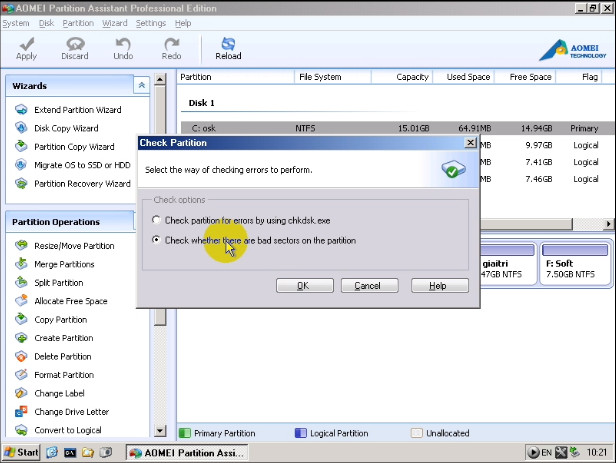 AOMEI Partition Assistant Professional Edition
System Disk Partition Wizard Settings Help
Apply Discard Undo Redo Reload
AOMEI
TECHNOLOGY
Wizards
Extend Partition Wizard
Disk Copy Wizard
Partition Copy Wizard
Migrate OS to SSD or HDD
Partition Recovery Wizard
Partition Operations
Resize/Move Partition
Merge Partitions
Split Partition
Allocate Free Space
Copy Partition
Create Partition
Delete Partition
Format Partition
Change Label
Change Drive Letter
Convert to Logical
Partition File System Capacity Used Space Free Space Flag
Disk 1
C: osk NTFS 15.01GB 64.91MB 14.94GB Primary
MB 9.97GB Logical
MB 7.41GB Logical
MB 7.46GB Logical
Check Partition
Select the way of checking errors to perform.
Check options
Check partition for errors by using chkdsk.exe
Check whether there are bad sectors on the partition
OK Cancel Help
giaitri
47GB NTFS
F: Soft
7.50GB NTFS
Primary Partition Logical Partition Unallocated
Start AOMEI Partition Assi... EN 10:21